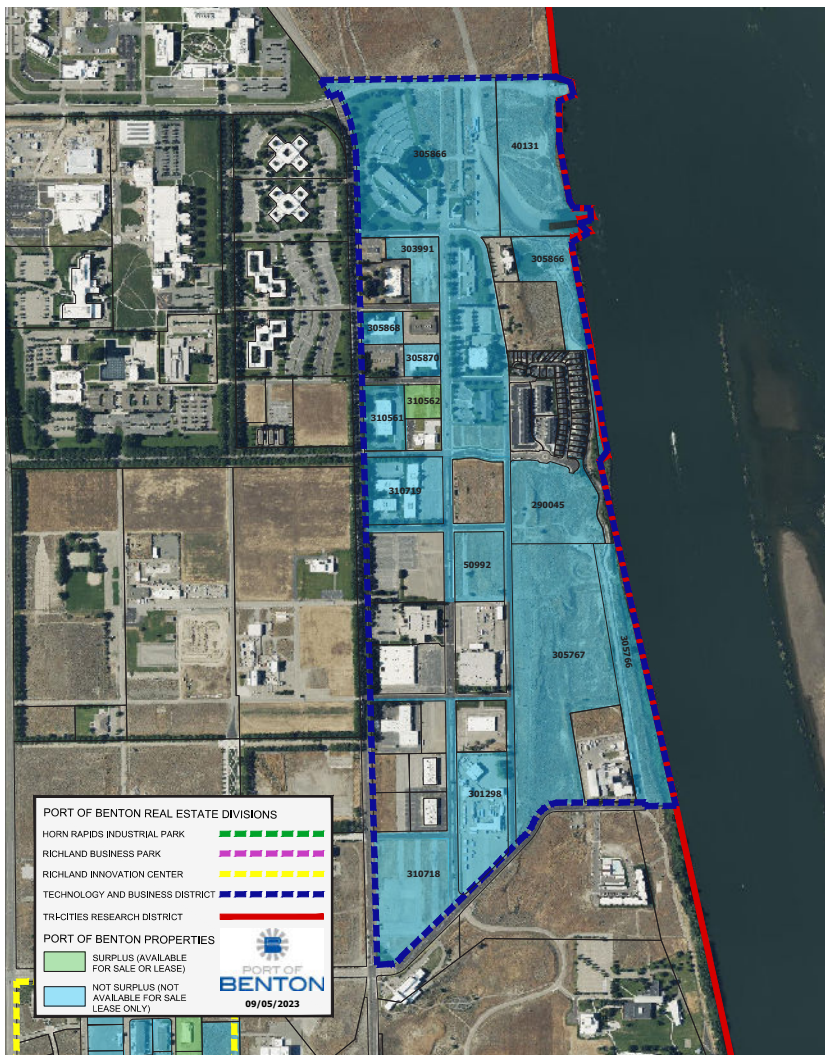 305866
40131
303991
305866
305868
305870
310562
310561
310719
290045
50992
305767
305766
301298
310718
PORT OF BENTON REAL ESTATE DIVISIONS
HORN RAPIDS INDUSTRIAL PARK
RICHLAND BUSINESS PARK
RICHLAND INNOVATION CENTER
TECHNOLOGY AND BUSINESS DISTRICT
TRI-CITIES RESEARCH DISTRICT
PORT OF BENTON PROPERTIES
SURPLUS (AVAILABLE
FOR SALE OR LEASE)
NOT SURPLUS (NOT
AVAILABLE FOR SALE
LEASE ONLY)
PORT OF
BENTON
09/05/2023